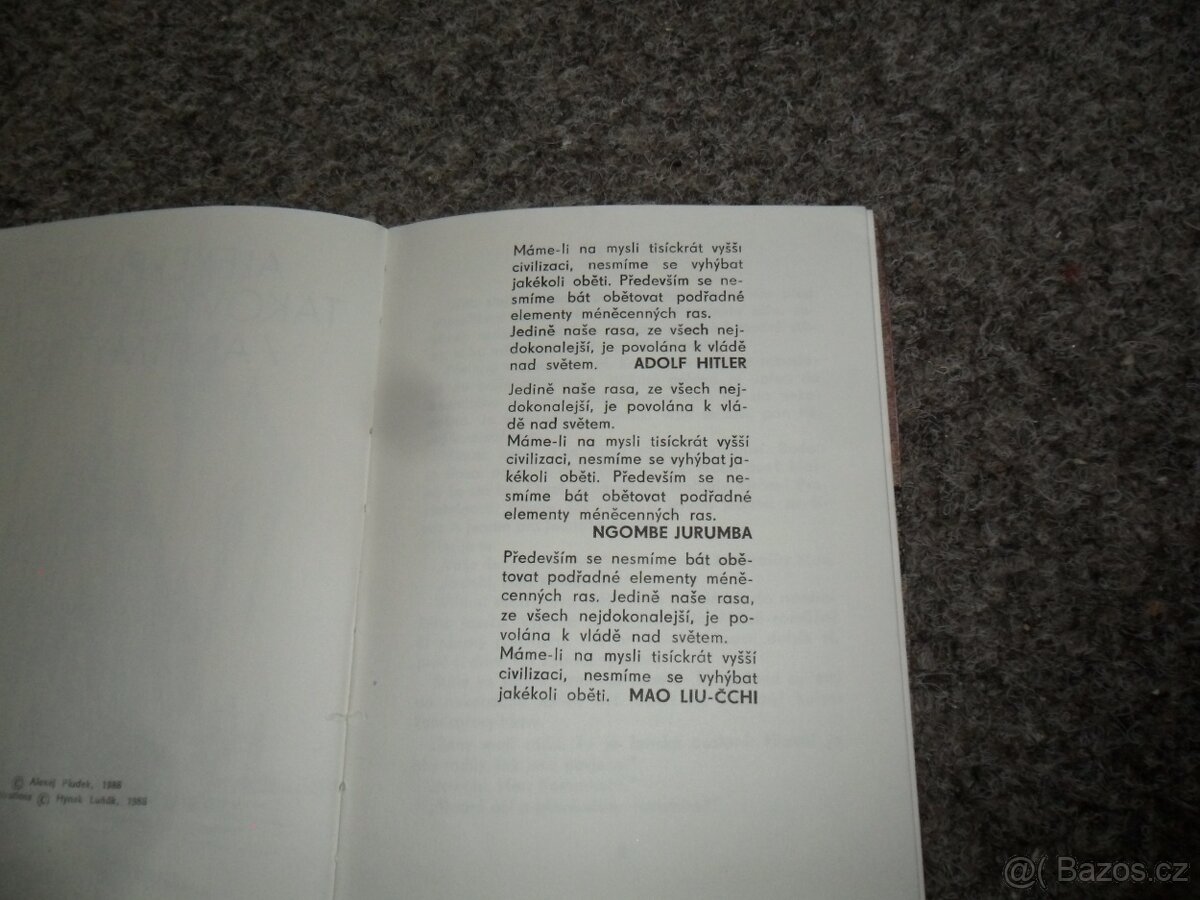 © Alexej Pludek, 1988
© Hynek Luňák, 1988
Máme-li na mysli tisíckrát vyšší
civilizaci, nesmíme se vyhýbat
jakékoli oběti. Především se ne-
smíme bát obětovat podřadné
elementy méněcenných ras.
Jedině naše rasa, ze všech nej-
dokonalejší, je povolána k vládě
nad světem. ADOLF HITLER
Jedině naše rasa, ze všech nej-
dokonalejší, je povolána k vlá-
dě nad světem.
Máme-li na mysli tisíckrát vyšší
civilizaci, nesmíme se vyhýbat ja-
kékoli oběti. Především se ne-
smíme bát obětovat podřadné
elementy méněcenných ras.
NGOMBE JURUMBA
Především se nesmíme bát obě-
tovat podřadné elementy méně-
cenných ras. Jedině naše rasa,
ze všech nejdokonalejší, je po-
volána k vládě nad světem.
Máme-li na mysli tisíckrát vyšší
civilizaci, nesmíme se vyhýbat
jakékoli oběti. MAO LIU-ČCHI
@( Bazos.cz